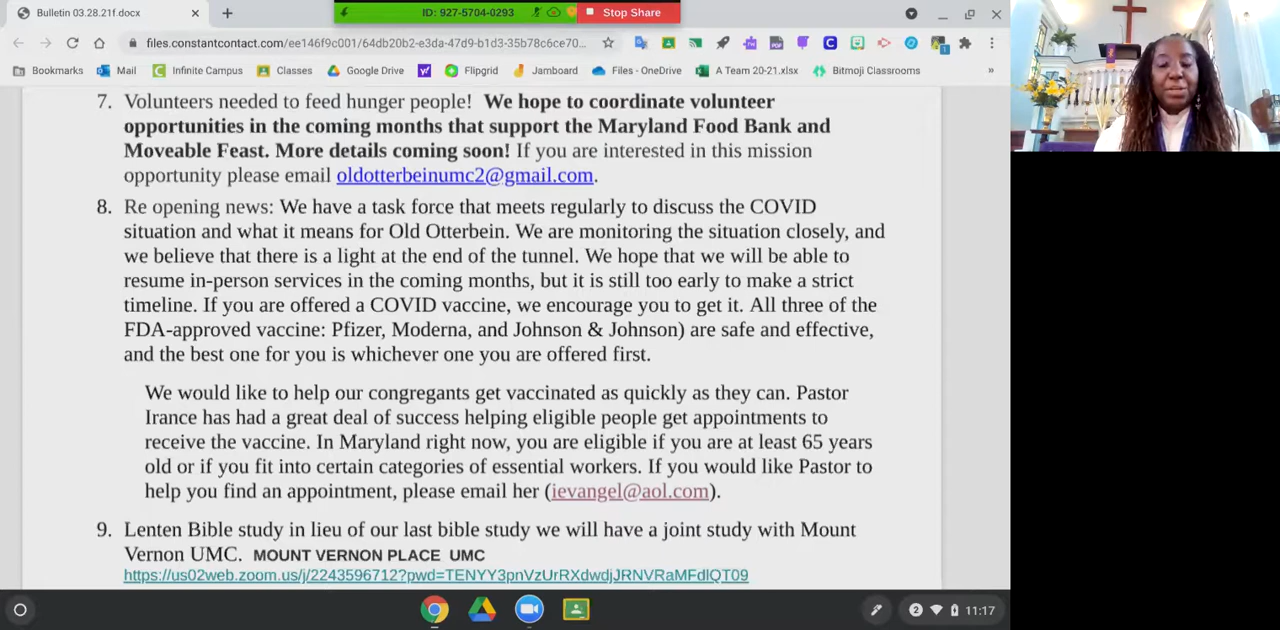 Bulletin 03.28.21f.docx
ID: 927-5704-0293
Stop Share
files.constantcontact.com/ee146f9c001/64db20b2-e3da-47d9-b1d3-35b78c6ce70...
Bookmarks Mail Infinite Campus Classes Google Drive Flipgrid Jamboard Files - OneDrive A Team 20-21.xlsx Bitmoji Classrooms »
7. Volunteers needed to feed hunger people! We hope to coordinate volunteer
opportunities in the coming months that support the Maryland Food Bank and
Moveable Feast. More details coming soon! If you are interested in this mission
opportunity please email oldotterbeinumc2@gmail.com.
8. Re opening news: We have a task force that meets regularly to discuss the COVID
situation and what it means for Old Otterbein. We are monitoring the situation closely, and
we believe that there is a light at the end of the tunnel. We hope that we will be able to
resume in-person services in the coming months, but it is still too early to make a strict
timeline. If you are offered a COVID vaccine, we encourage you to get it. All three of the
FDA-approved vaccine: Pfizer, Moderna, and Johnson & Johnson) are safe and effective,
and the best one for you is whichever one you are offered first.
We would like to help our congregants get vaccinated as quickly as they can. Pastor
Irance has had a great deal of success helping eligible people get appointments to
receive the vaccine. In Maryland right now, you are eligible if you are at least 65 years
old or if you fit into certain categories of essential workers. If you would like Pastor to
help you find an appointment, please email her (ievangel@aol.com).
9. Lenten Bible study in lieu of our last bible study we will have a joint study with Mount
Vernon UMC. MOUNT VERNON PLACE UMC
https://us02web.zoom.us/j/2243596712?pwd=TENYY3pnVzUrRXdwdjJRNVRaMFdlQT09
2 11:17